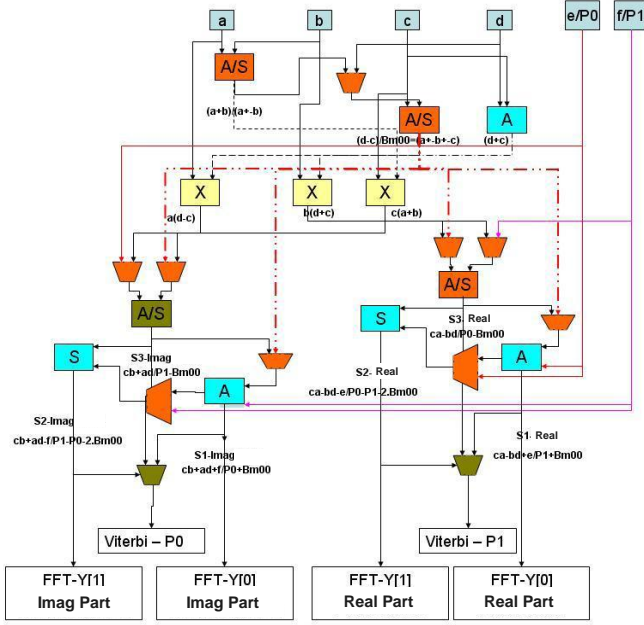 a
b
c
d
e/P0
f/P1
A/S
(a+b)/(a+-b)
A/S
A
(d-c)/Bm00=(a+-b+-c)
(d+c)
X
X
X
a(d-c)
b(d+c)
c(a+b)
A/S
A/S
S
S3-Imag
cb+ad/P1-Bm00
A
S2-Imag
cb+ad-f/P1-P0-2.Bm00
S1-Imag
cb+ad+f/P0+Bm00
S
S3- Real
ca-bd/P0-Bm00
A
S2- Real
ca-bd-e/P0-P1-2.Bm00
S1- Real
ca-bd+e/P1+Bm00
Viterbi – P0
Viterbi – P1
FFT-Y[1]
Imag Part
FFT-Y[0]
Imag Part
FFT-Y[1]
Real Part
FFT-Y[0]
Real Part